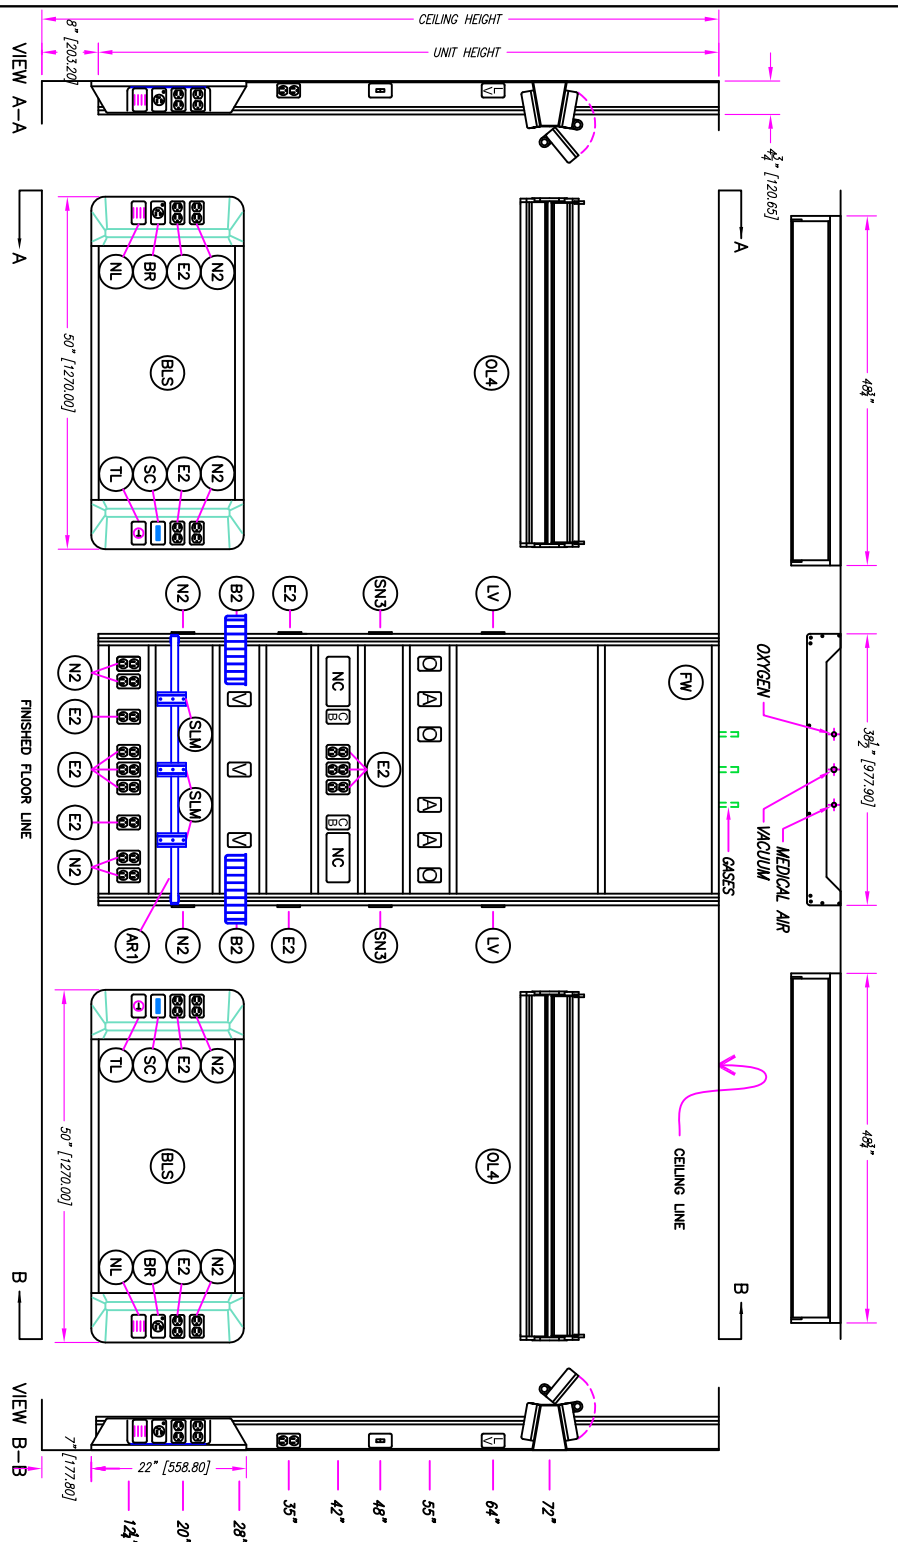 48¾"
38½" [977.90]
48¾"
4¾" [120.65]
OXYGEN
MEDICAL AIR
VACUUM
GASES
A
B
CEILING HEIGHT
UNIT HEIGHT
CEILING LINE
FW
72"
OL4
LV
LV
OL4
LV
LV
64"
O A O A A O
55"
SN3
SN3
48"
NC
CB
E2
CB
NC
42"
E2
E2
35"
B2
V V V
B2
28"
N2
N2
N2
N2
N2
N2
20"
E2
E2
E2
E2
BR
SC
SC
BR
NL
TL
TL
NL
BLS
BLS
SLM
SLM
AR1
12¼"
N2
E2
E2
E2
N2
22" [558.80]
50" [1270.00]
50" [1270.00]
8" [203.20]
7" [177.80]
FINISHED FLOOR LINE
A
B
VIEW A-A
VIEW B-B